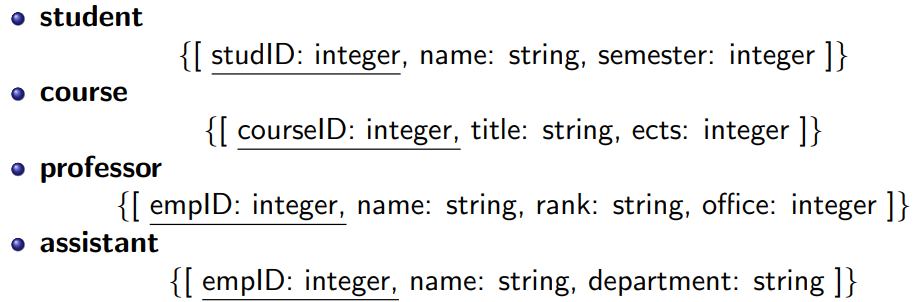 student
{[ studID: integer, name: string, semester: integer ]}
course
{[ courseID: integer, title: string, ects: integer ]}
professor
{[ empID: integer, name: string, rank: string, office: integer ]}
assistant
{[ empID: integer, name: string, department: string ]}